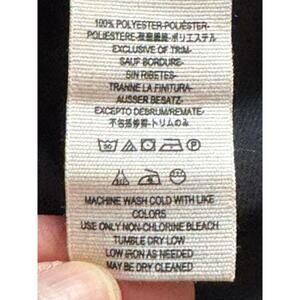 100% POLYESTER-POLIÉSTER-
POLIESTERE-聚酯纖維-ポリエステル
EXCLUSIVE OF TRIM-
SAUF BORDURE-
SIN RIBETES-
TRANNE LA FINITURA-
AUSSER BESATZ-
EXCEPTO DEBRUM/REMATE-
不包括修飾-トリムのみ
MACHINE WASH COLD WITH LIKE
COLORS
USE ONLY NON-CHLORINE BLEACH
TUMBLE DRY LOW
LOW IRON AS NEEDED
MAY BE DRY CLEANED